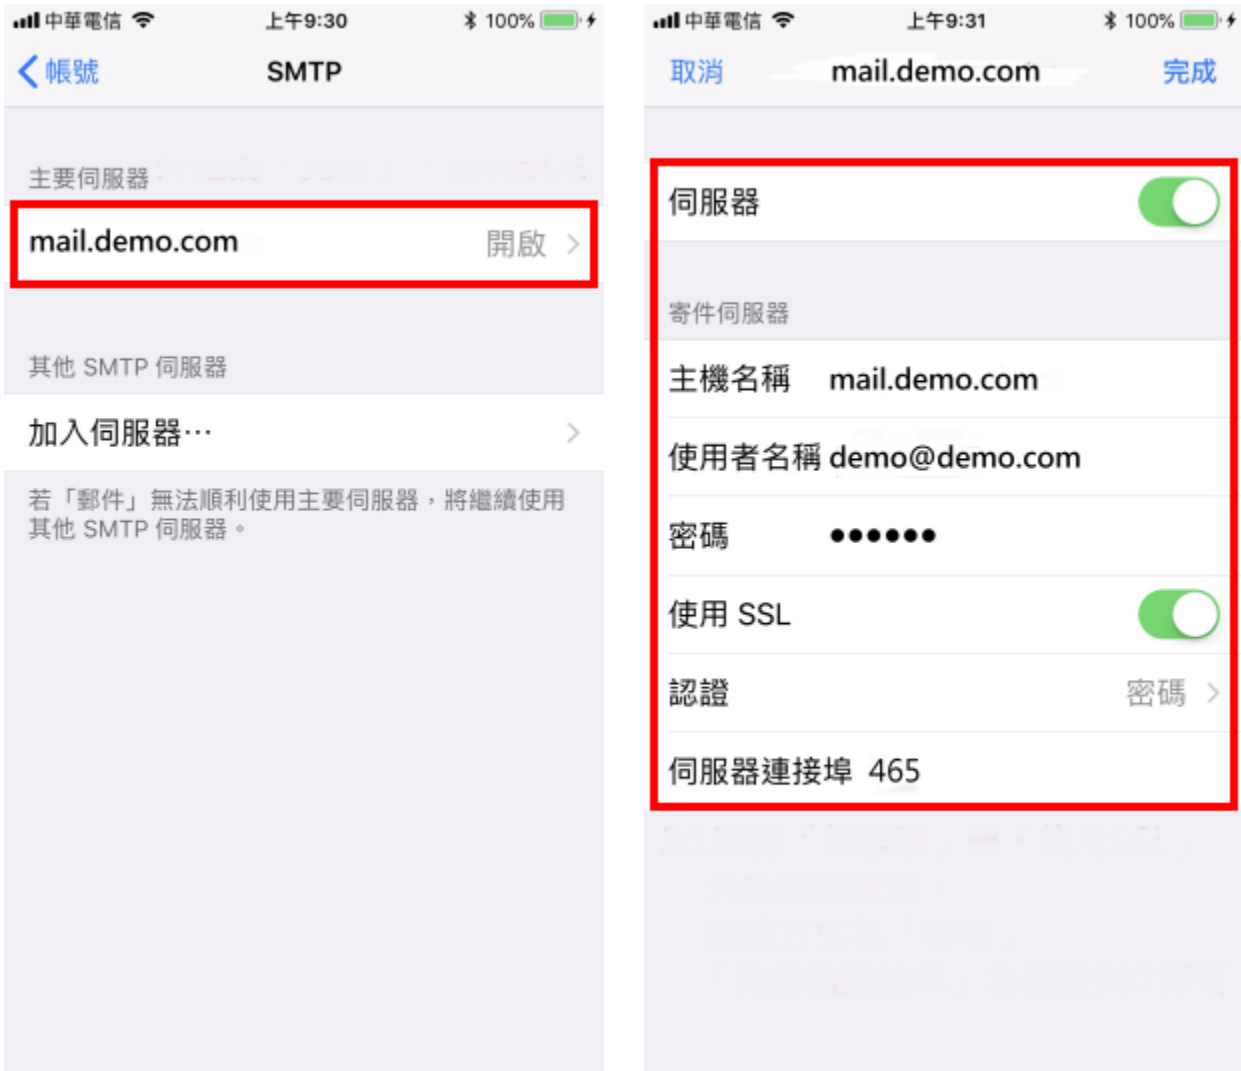 中華電信
上午9:30
100%
帳號
SMTP
主要伺服器
mail.demo.com
開啟
其他 SMTP 伺服器
加入伺服器…
若「郵件」無法順利使用主要伺服器，將繼續使用
其他 SMTP 伺服器。
中華電信
上午9:31
100%
取消
mail.demo.com
完成
伺服器
寄件伺服器
主機名稱 mail.demo.com
使用者名稱 demo@demo.com
密碼 ●●●●●●
使用 SSL
認證 密碼
伺服器連接埠 465